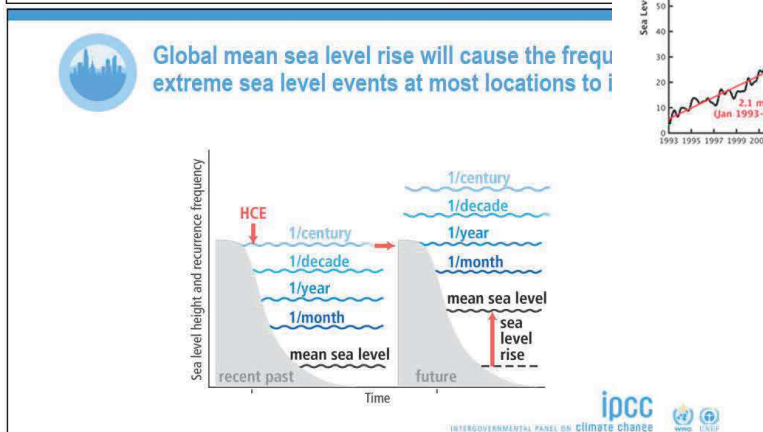 Global mean sea level rise will cause the frequ
extreme sea level events at most locations to i
Sea level height and recurrence frequency
HCE
1/century
1/decade
1/year
1/month
mean sea level
recent past
1/century
1/decade
1/year
1/month
mean sea level
sea
level
rise
future
Time
ipcc
INTERGOVERNMENTAL PANEL ON climate change
WMO
UNEP
Sea Lev
50
40
30
20
10
0
2.1 m
(Jan 1993-
1993 1995 1997 1999 200